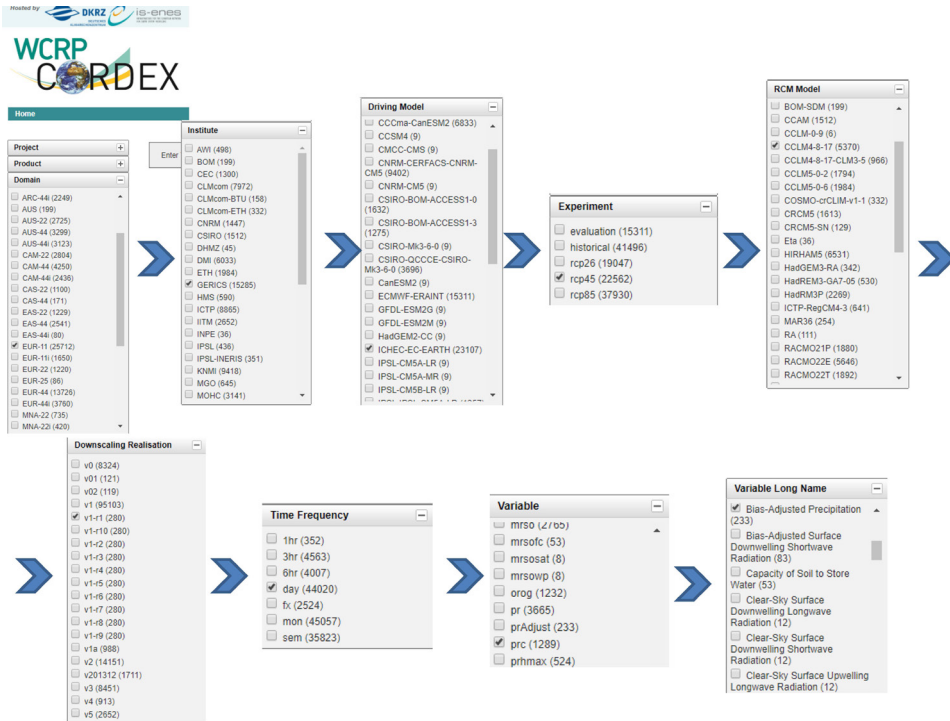 Hosted by
DKRZ
is-enes
WCRP
CORDEX
Home
Project
Product
Domain
ARC-44i (2249)
AUS (199)
AUS-22 (2725)
AUS-44 (3299)
AUS-44i (3123)
CAM-22 (2804)
CAM-44 (4250)
CAM-44i (2436)
CAS-22 (1100)
CAS-44 (171)
EAS-22 (1229)
EAS-44 (2541)
EAS-44i (80)
EUR-11 (25712)
EUR-11i (1650)
EUR-22 (1220)
EUR-25 (86)
EUR-44 (13726)
EUR-44i (3760)
MNA-22 (735)
MNA-22i (420)
Enter
Institute
AWI (498)
BOM (199)
CEC (1300)
CLMcom (7972)
CLMcom-BTU (158)
CLMcom-ETH (332)
CNRM (1447)
CSIRO (1512)
DHMZ (45)
DMI (6033)
ETH (1984)
GERICS (15285)
HMS (590)
ICTP (8865)
IITM (2652)
INPE (36)
IPSL (436)
IPSL-INERIS (351)
KNMI (9418)
MGO (645)
MOHC (3141)
Driving Model
CCCma-CanESM2 (6833)
CCSM4 (9)
CMCC-CMS (9)
CNRM-CERFACS-CNRM-
CM5 (9402)
CNRM-CM5 (9)
CSIRO-BOM-ACCESS1-0
(1632)
CSIRO-BOM-ACCESS1-3
(1275)
CSIRO-Mk3-6-0 (9)
CSIRO-QCCCE-CSIRO-
Mk3-6-0 (3696)
CanESM2 (9)
ECMWF-ERAINT (15311)
GFDL-ESM2G (9)
GFDL-ESM2M (9)
HadGEM2-CC (9)
ICHEC-EC-EARTH (23107)
IPSL-CM5A-LR (9)
IPSL-CM5A-MR (9)
IPSL-CM5B-LR (9)
Experiment
evaluation (15311)
historical (41496)
rcp26 (19047)
rcp45 (22562)
rcp85 (37930)
RCM Model
BOM-SDM (199)
CCAM (1512)
CCLM-0-9 (6)
CCLM4-8-17 (5370)
CCLM4-8-17-CLM3-5 (966)
CCLM5-0-2 (1794)
CCLM5-0-6 (1984)
COSMO-crCLIM-v1-1 (332)
CRCM5 (1613)
CRCM5-SN (129)
Eta (36)
HIRHAM5 (6531)
HadGEM3-RA (342)
HadREM3-GA7-05 (530)
HadRM3P (2269)
ICTP-RegCM4-3 (641)
MAR36 (254)
RA (111)
RACMO21P (1880)
RACMO22E (5646)
RACMO22T (1892)
Downscaling Realisation
v0 (8324)
v01 (121)
v02 (119)
v1 (95103)
v1-r1 (280)
v1-r10 (280)
v1-r2 (280)
v1-r3 (280)
v1-r4 (280)
v1-r5 (280)
v1-r6 (280)
v1-r7 (280)
v1-r8 (280)
v1-r9 (280)
v1a (988)
v2 (14151)
v201312 (1711)
v3 (8451)
v4 (913)
v5 (2652)
Time Frequency
1hr (352)
3hr (4563)
6hr (4007)
day (44020)
fx (2524)
mon (45057)
sem (35823)
Variable
mrso (2765)
mrsofc (53)
mrsosat (8)
mrsowp (8)
orog (1232)
pr (3665)
prAdjust (233)
prc (1289)
prhmax (524)
Variable Long Name
Bias-Adjusted Precipitation
(233)
Bias-Adjusted Surface
Downwelling Shortwave
Radiation (83)
Capacity of Soil to Store
Water (53)
Clear-Sky Surface
Downwelling Longwave
Radiation (12)
Clear-Sky Surface
Downwelling Shortwave
Radiation (12)
Clear-Sky Surface Upwelling
Longwave Radiation (12)